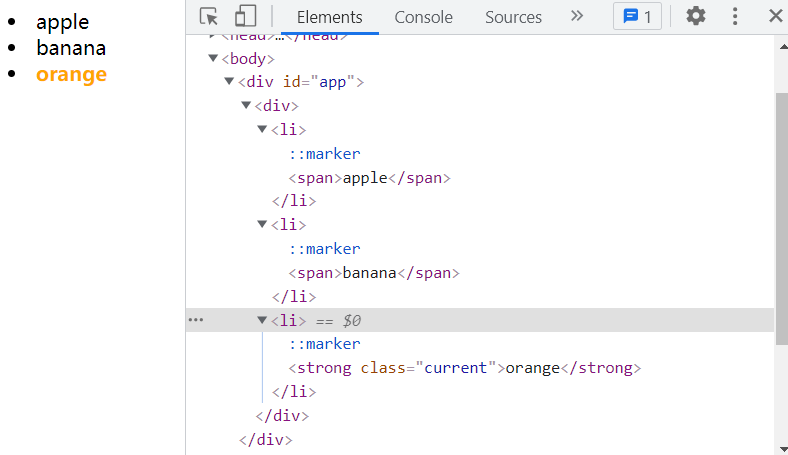 apple
banana
orange
Elements Console Sources » 1
<head>…</head>
<body>
<div id="app">
<div>
<li>
::marker
<span>apple</span>
</li>
<li>
::marker
<span>banana</span>
</li>
<li> == $0
::marker
<strong class="current">orange</strong>
</li>
</div>
</div>